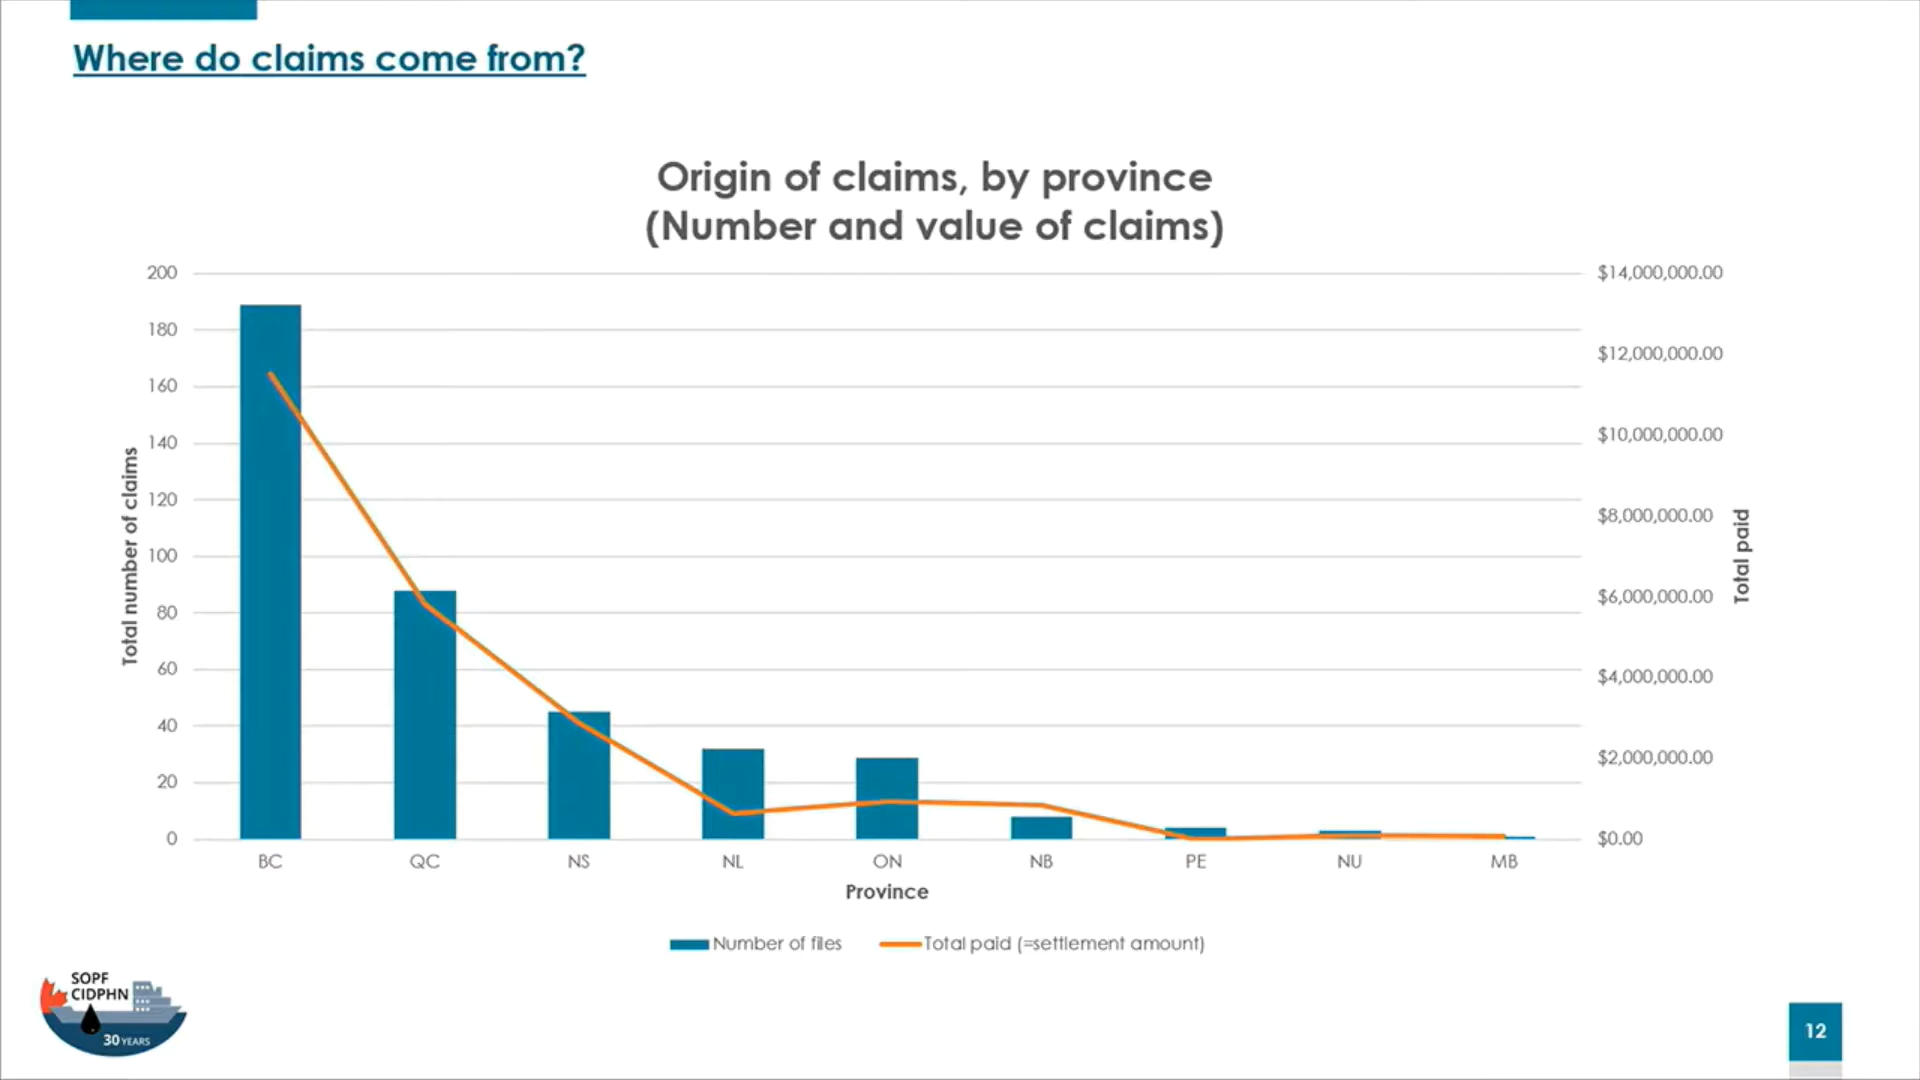 Where do claims come from?
Origin of claims, by province
(Number and value of claims)
200
180
160
140
120
100
80
60
40
20
0
Total number of claims
$14,000,000.00
$12,000,000.00
$10,000,000.00
$8,000,000.00
$6,000,000.00
$4,000,000.00
$2,000,000.00
$0.00
Total paid
BC QC NS NL ON NB PE NU MB
Province
Number of files Total paid (=settlement amount)
SOPF
CIDPHN
30 YEARS
12